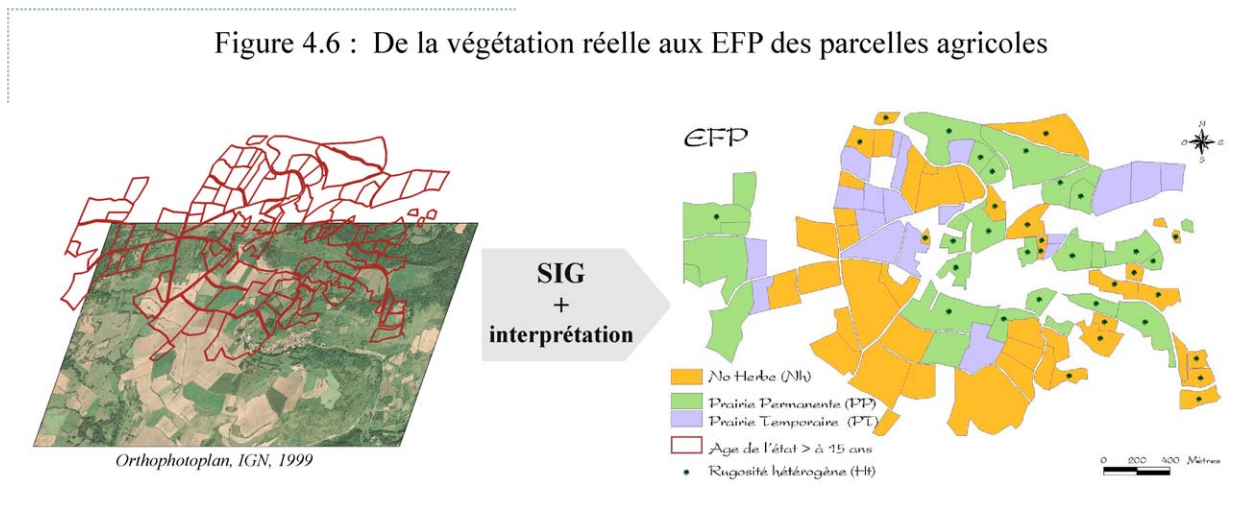 Figure 4.6 : De la végétation réelle aux EFP des parcelles agricoles
EFP
N
O
E
S
SIG
+
interprétation
No Herbe (Nh)
Prairie Permanente (PP)
Prairie Temporaire (PT)
Age de l'état > à 15 ans
Rugosité hétérogène (Ht)
0 200 400 Mètres
Orthophotoplan, IGN, 1999